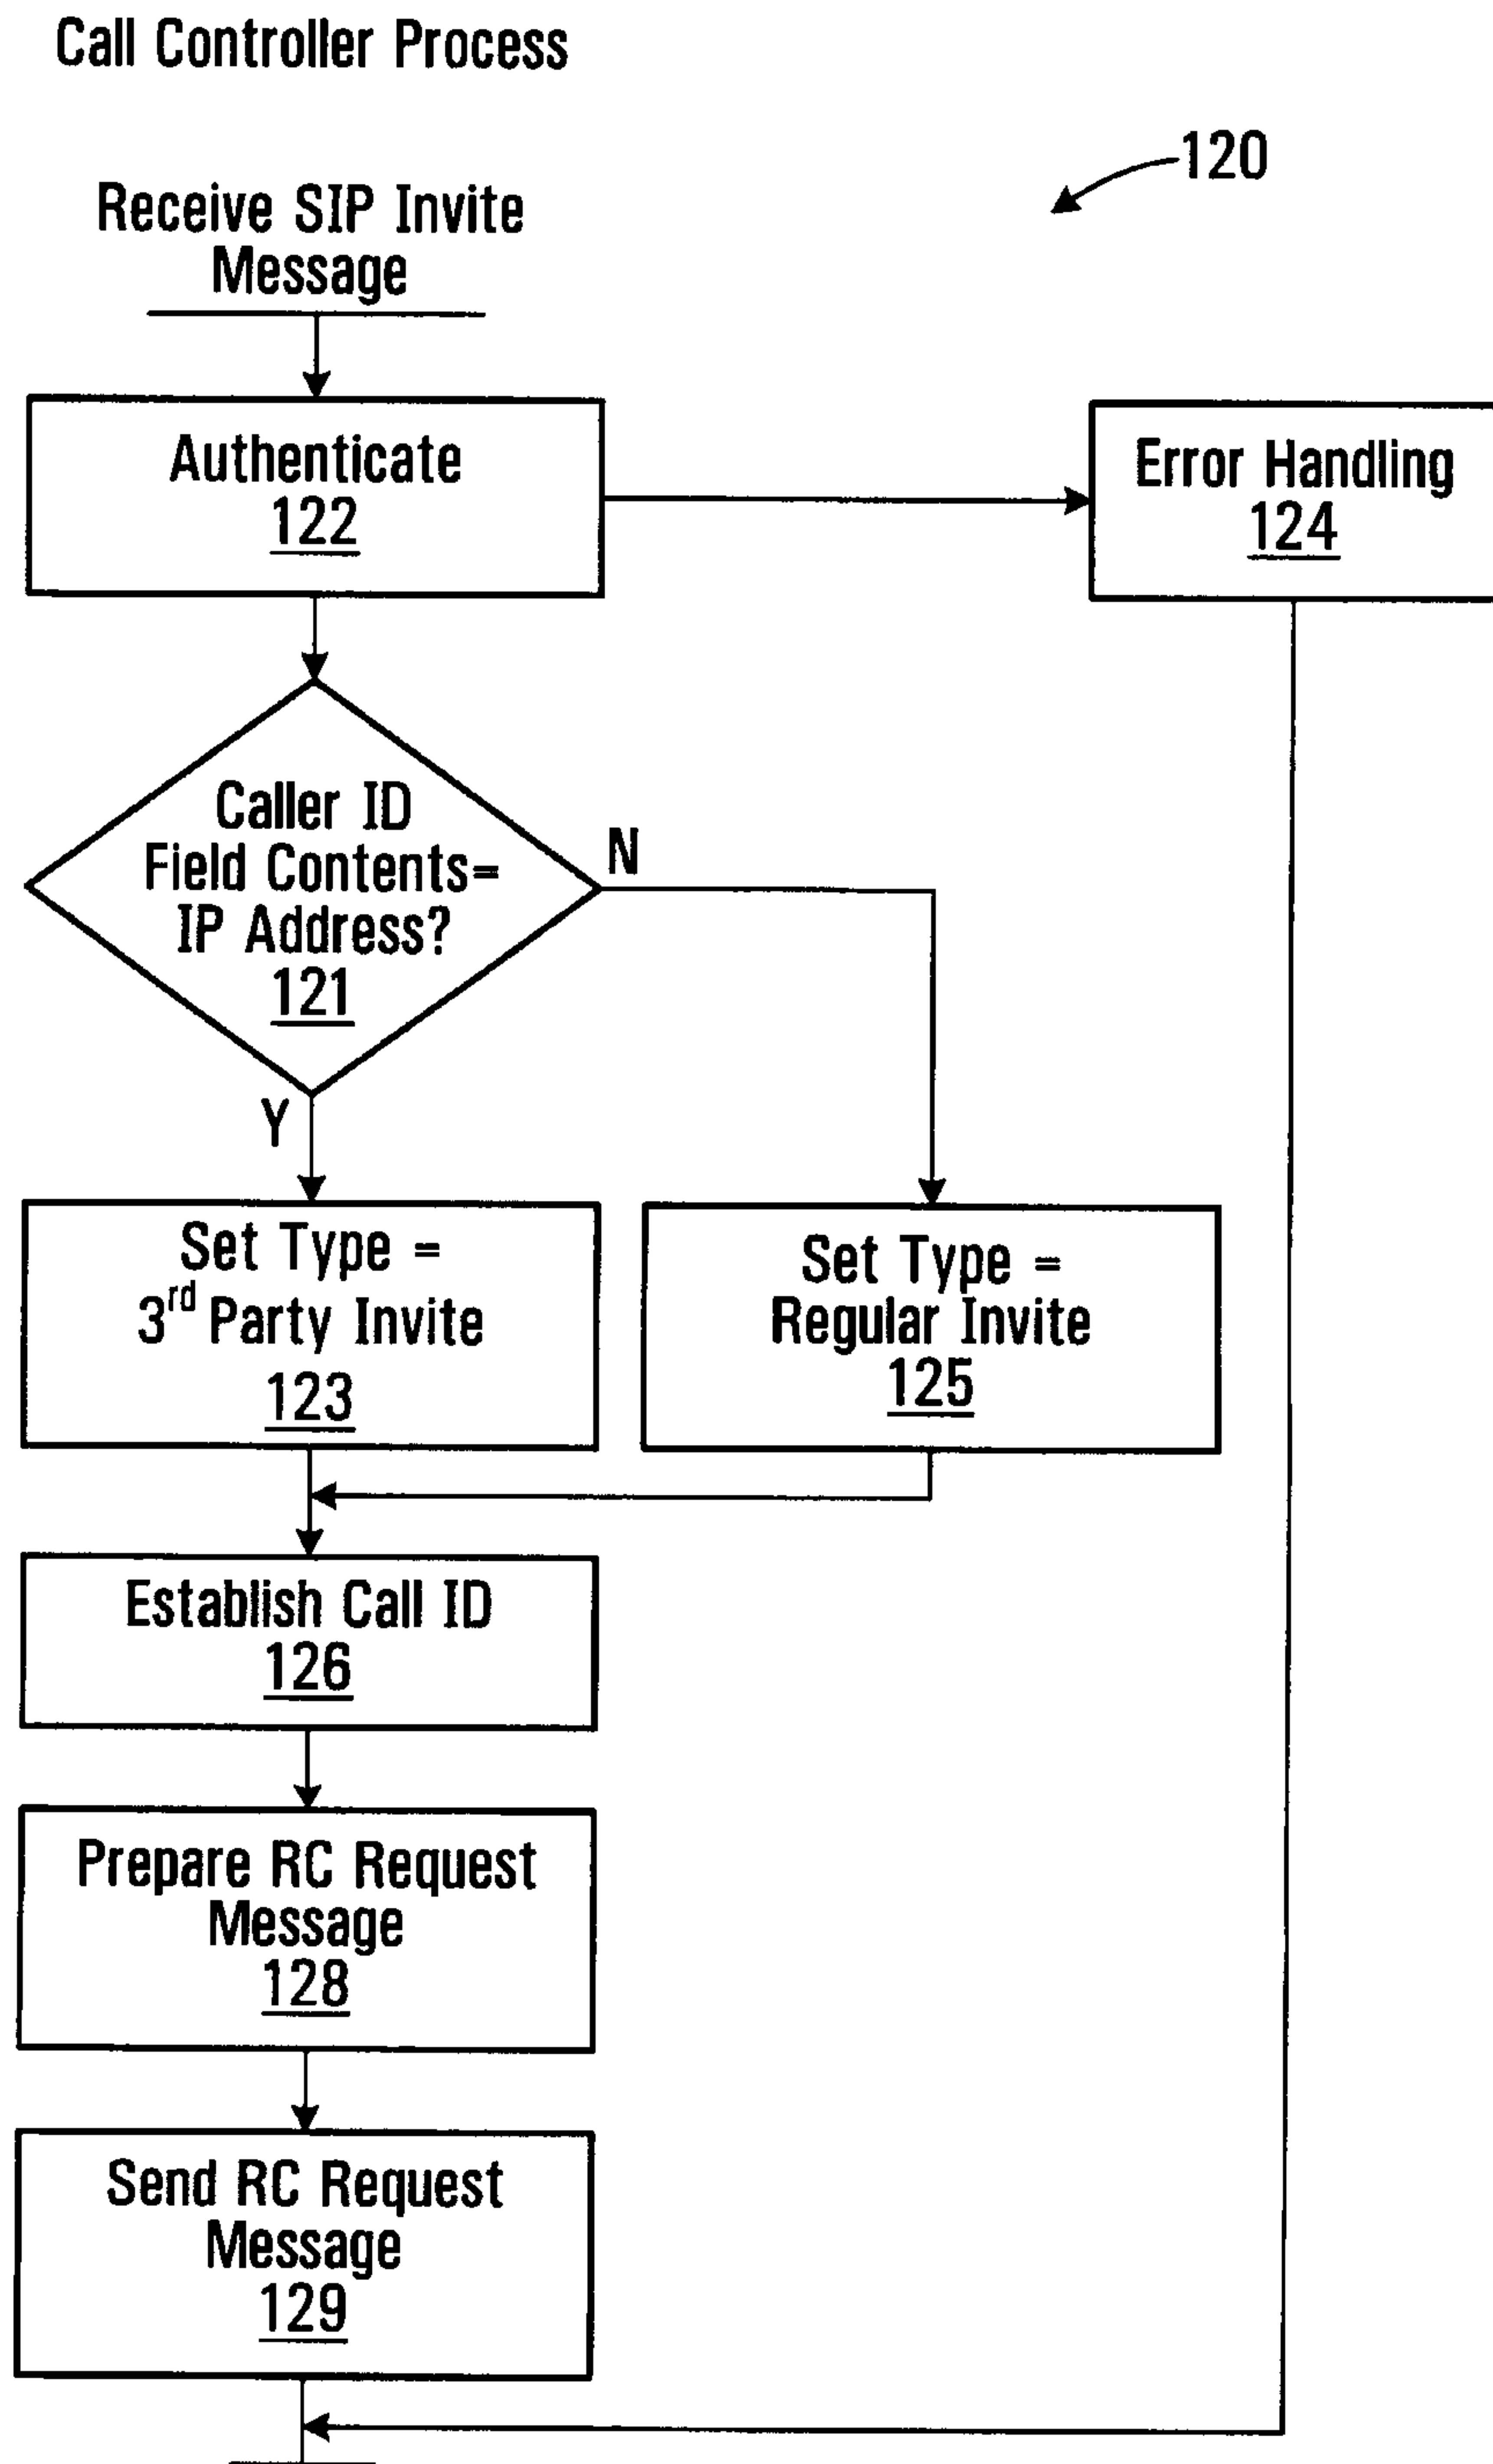 Call Controller Process
120
Receive SIP Invite
Message
Authenticate
122
Error Handling
124
Caller ID
Field Contents=
IP Address?
121
N
Y
Set Type =
3rd Party Invite
123
Set Type =
Regular Invite
125
Establish Call ID
126
Prepare RC Request
Message
128
Send RC Request
Message
129